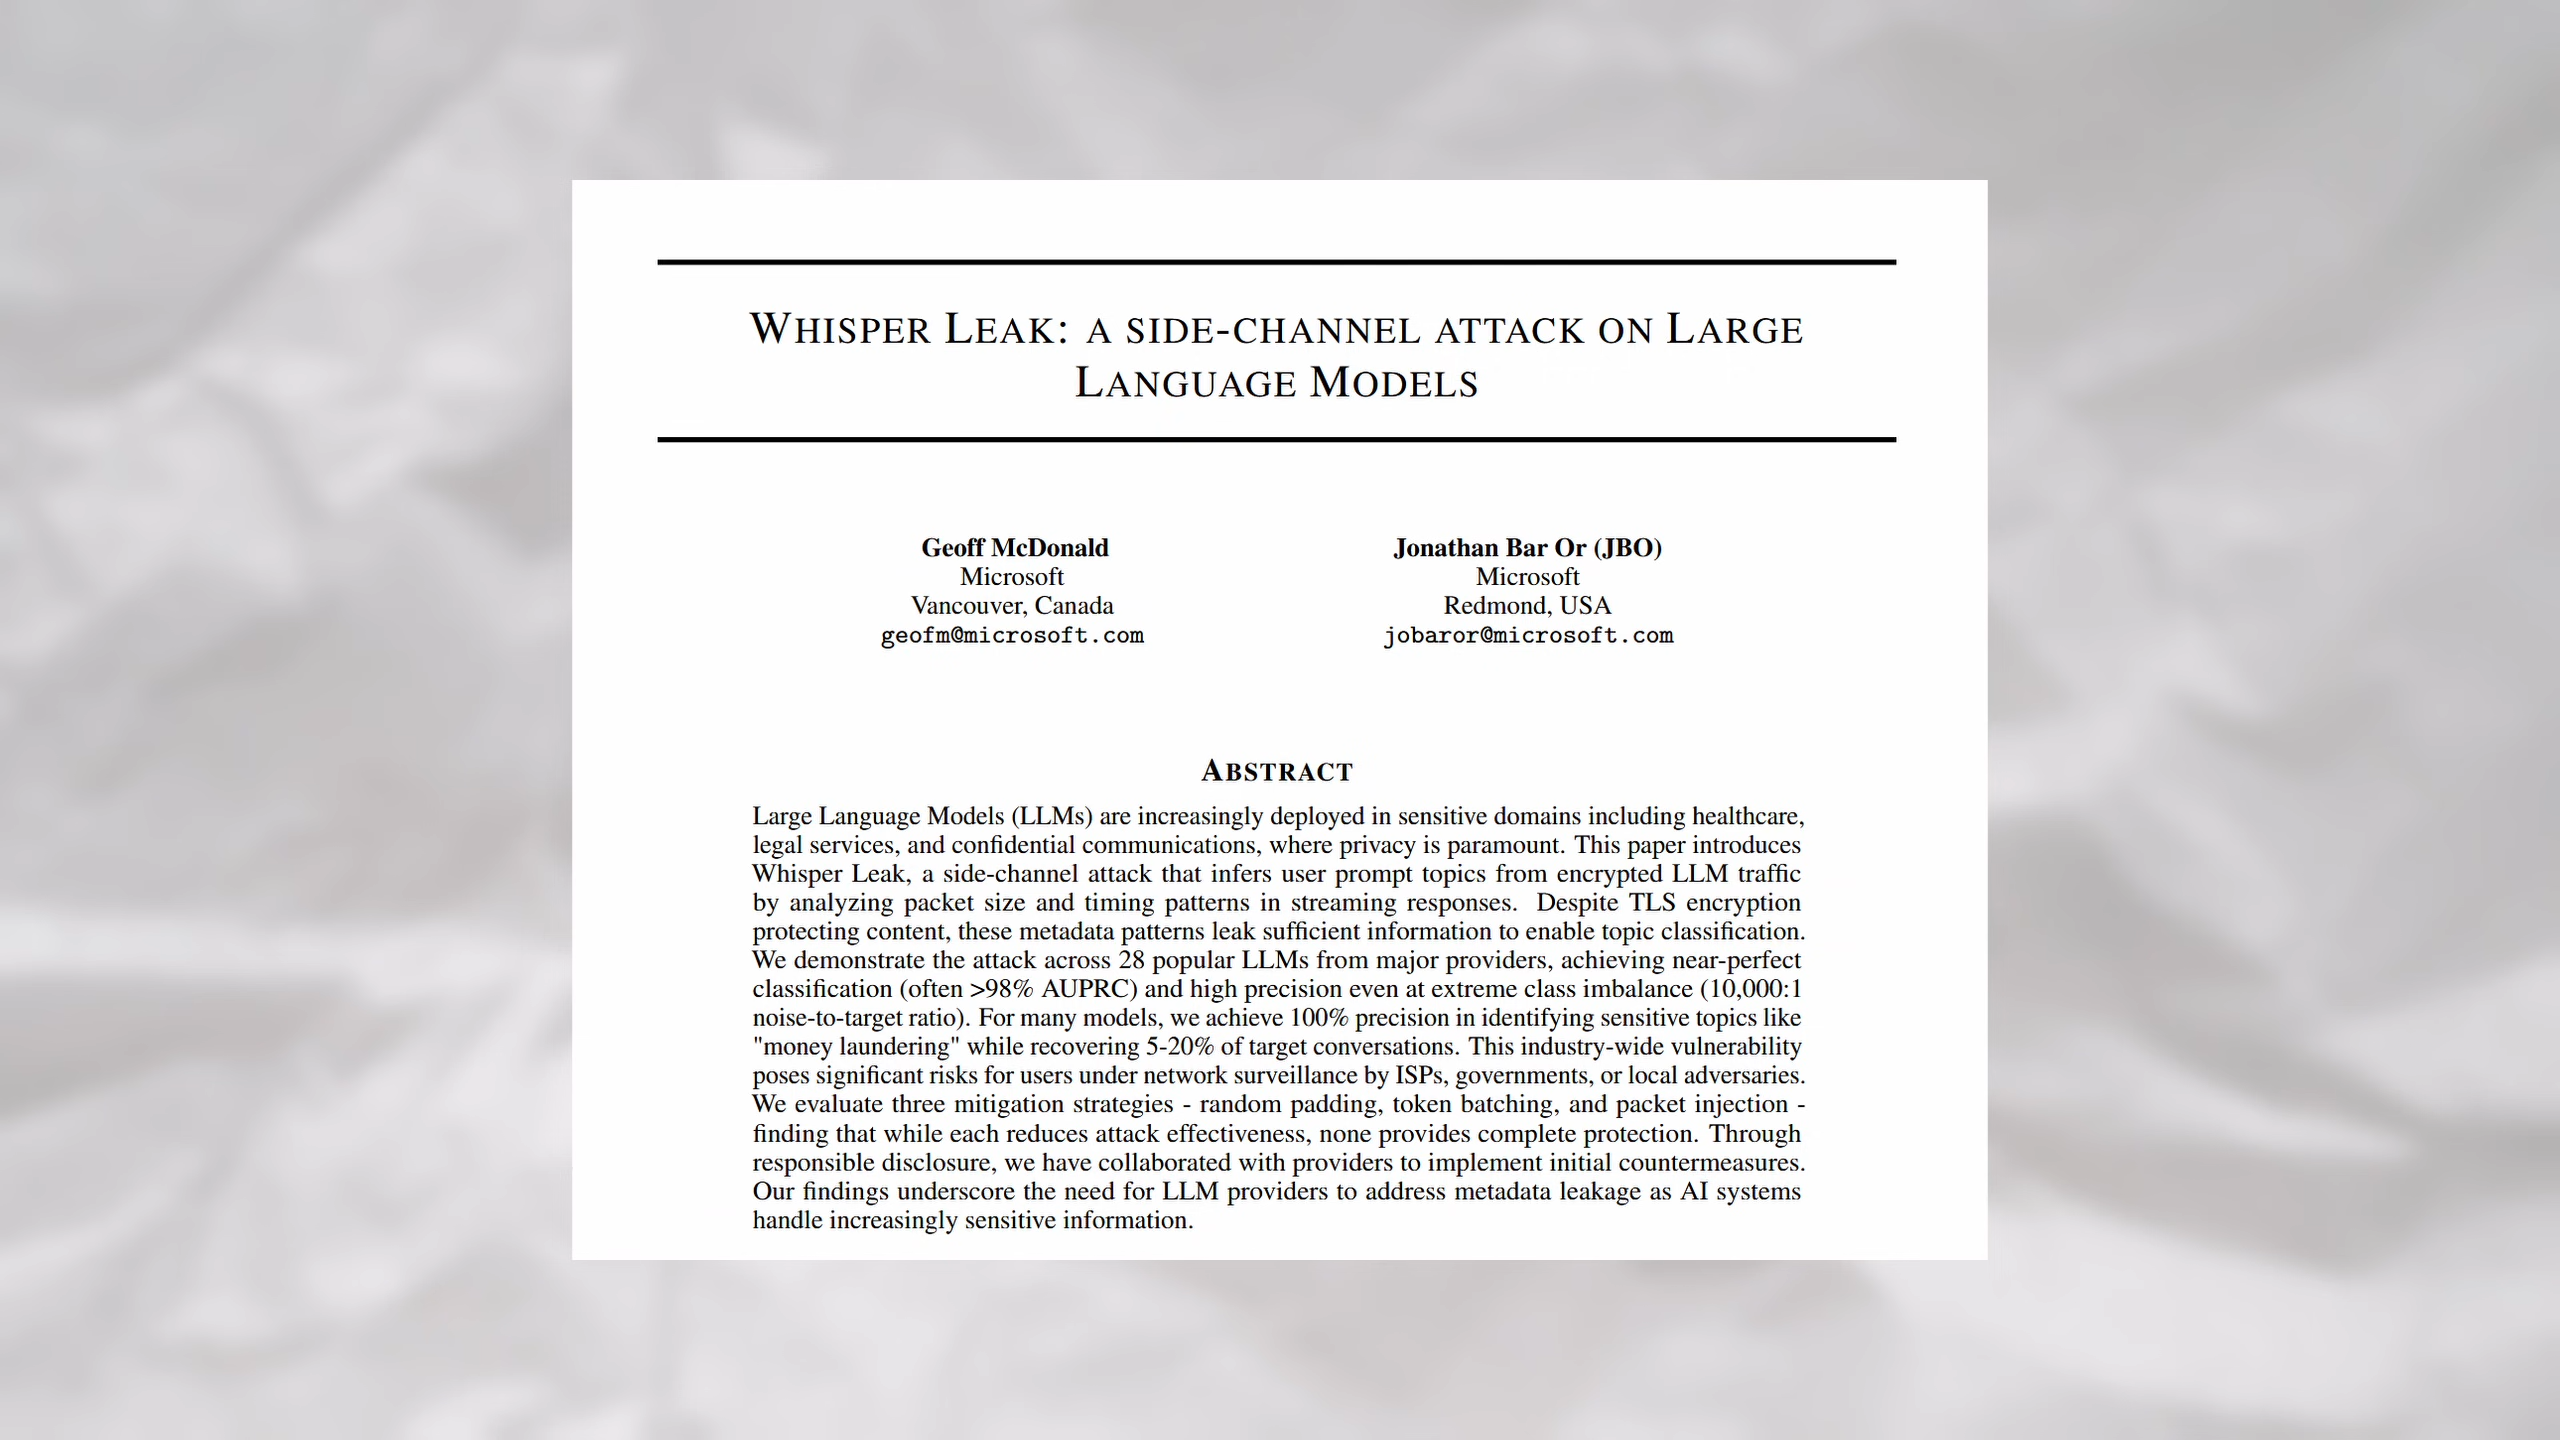 WHISPER LEAK: A SIDE-CHANNEL ATTACK ON LARGE
LANGUAGE MODELS
Geoff McDonald
Microsoft
Vancouver, Canada
geofm@microsoft.com
Jonathan Bar Or (JBO)
Microsoft
Redmond, USA
jobaror@microsoft.com
ABSTRACT
Large Language Models (LLMs) are increasingly deployed in sensitive domains including healthcare,
legal services, and confidential communications, where privacy is paramount. This paper introduces
Whisper Leak, a side-channel attack that infers user prompt topics from encrypted LLM traffic
by analyzing packet size and timing patterns in streaming responses. Despite TLS encryption
protecting content, these metadata patterns leak sufficient information to enable topic classification.
We demonstrate the attack across 28 popular LLMs from major providers, achieving near-perfect
classification (often >98% AUPRC) and high precision even at extreme class imbalance (10,000:1
noise-to-target ratio). For many models, we achieve 100% precision in identifying sensitive topics like
"money laundering" while recovering 5-20% of target conversations. This industry-wide vulnerability
poses significant risks for users under network surveillance by ISPs, governments, or local adversaries.
We evaluate three mitigation strategies - random padding, token batching, and packet injection -
finding that while each reduces attack effectiveness, none provides complete protection. Through
responsible disclosure, we have collaborated with providers to implement initial countermeasures.
Our findings underscore the need for LLM providers to address metadata leakage as AI systems
handle increasingly sensitive information.